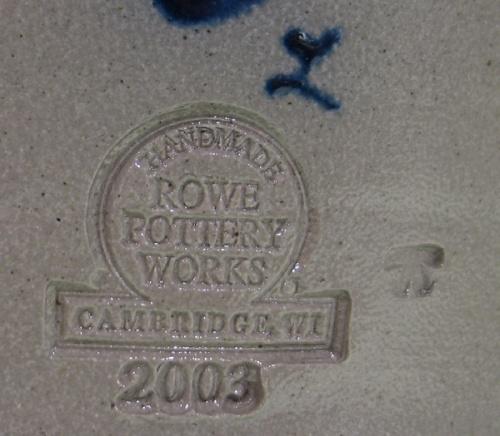 HANDMADE
ROWE
POTTERY
WORKS
CAMBRIDGE, WI
2003